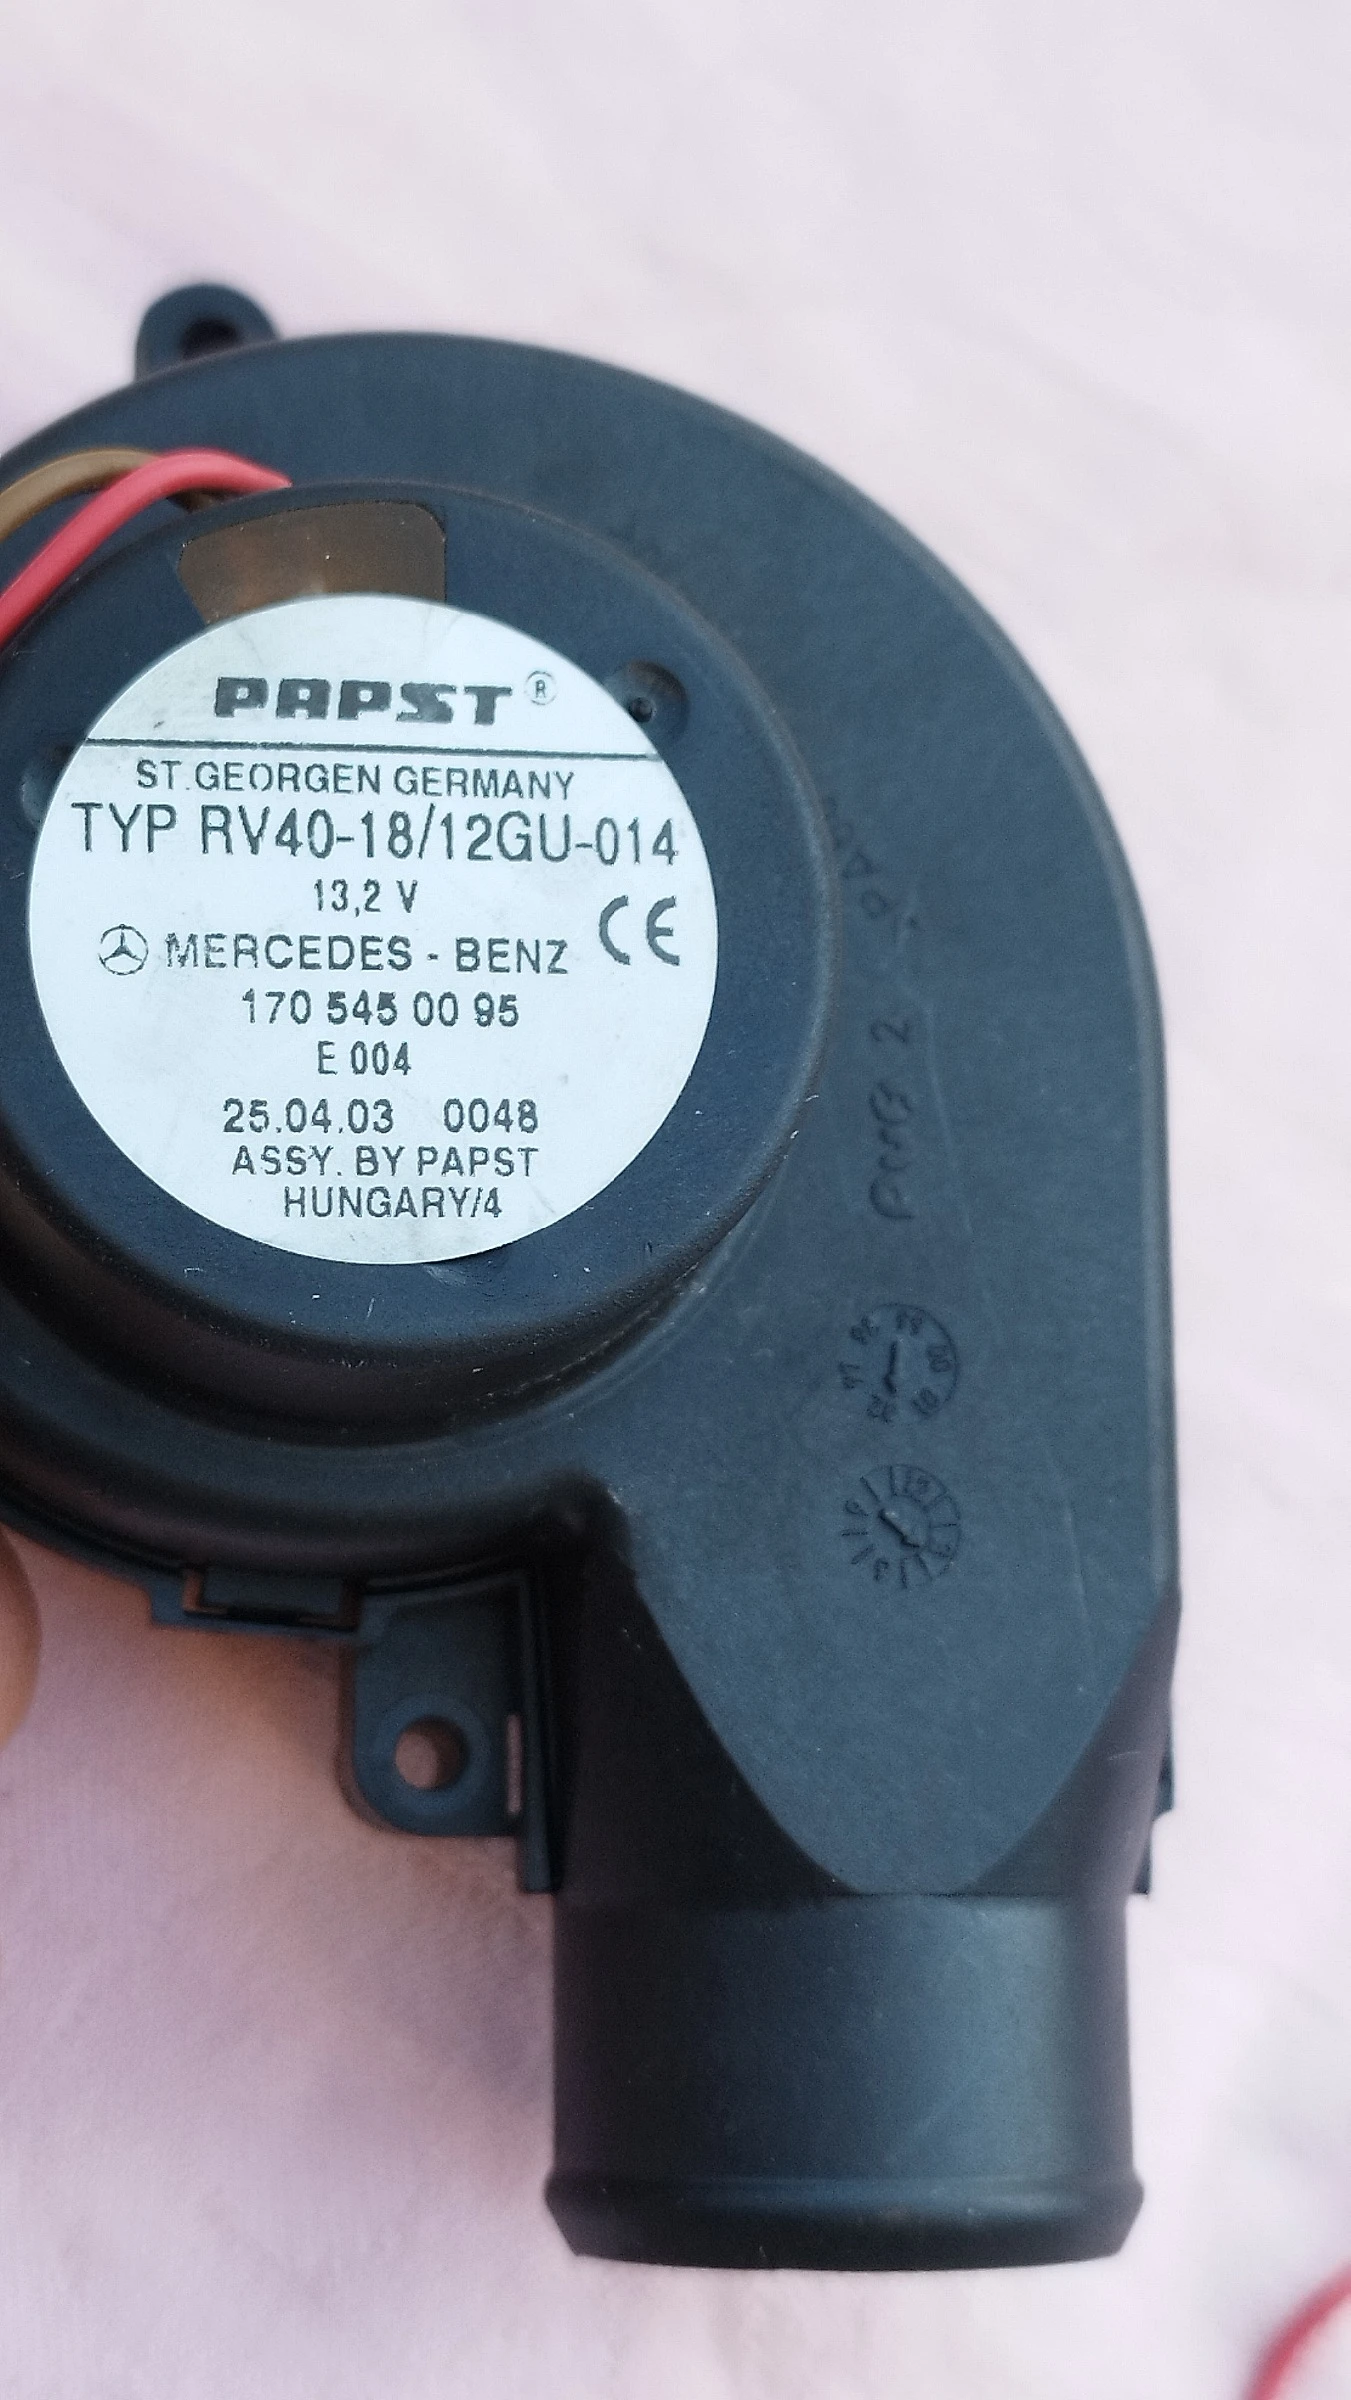 PAPST ®
ST.GEORGEN GERMANY
TYP RV40-18/12GU-014
13,2 V
CE
MERCEDES - BENZ
170 545 00 95
E 004
25.04.03 0048
ASSY. BY PAPST
HUNGARY/4